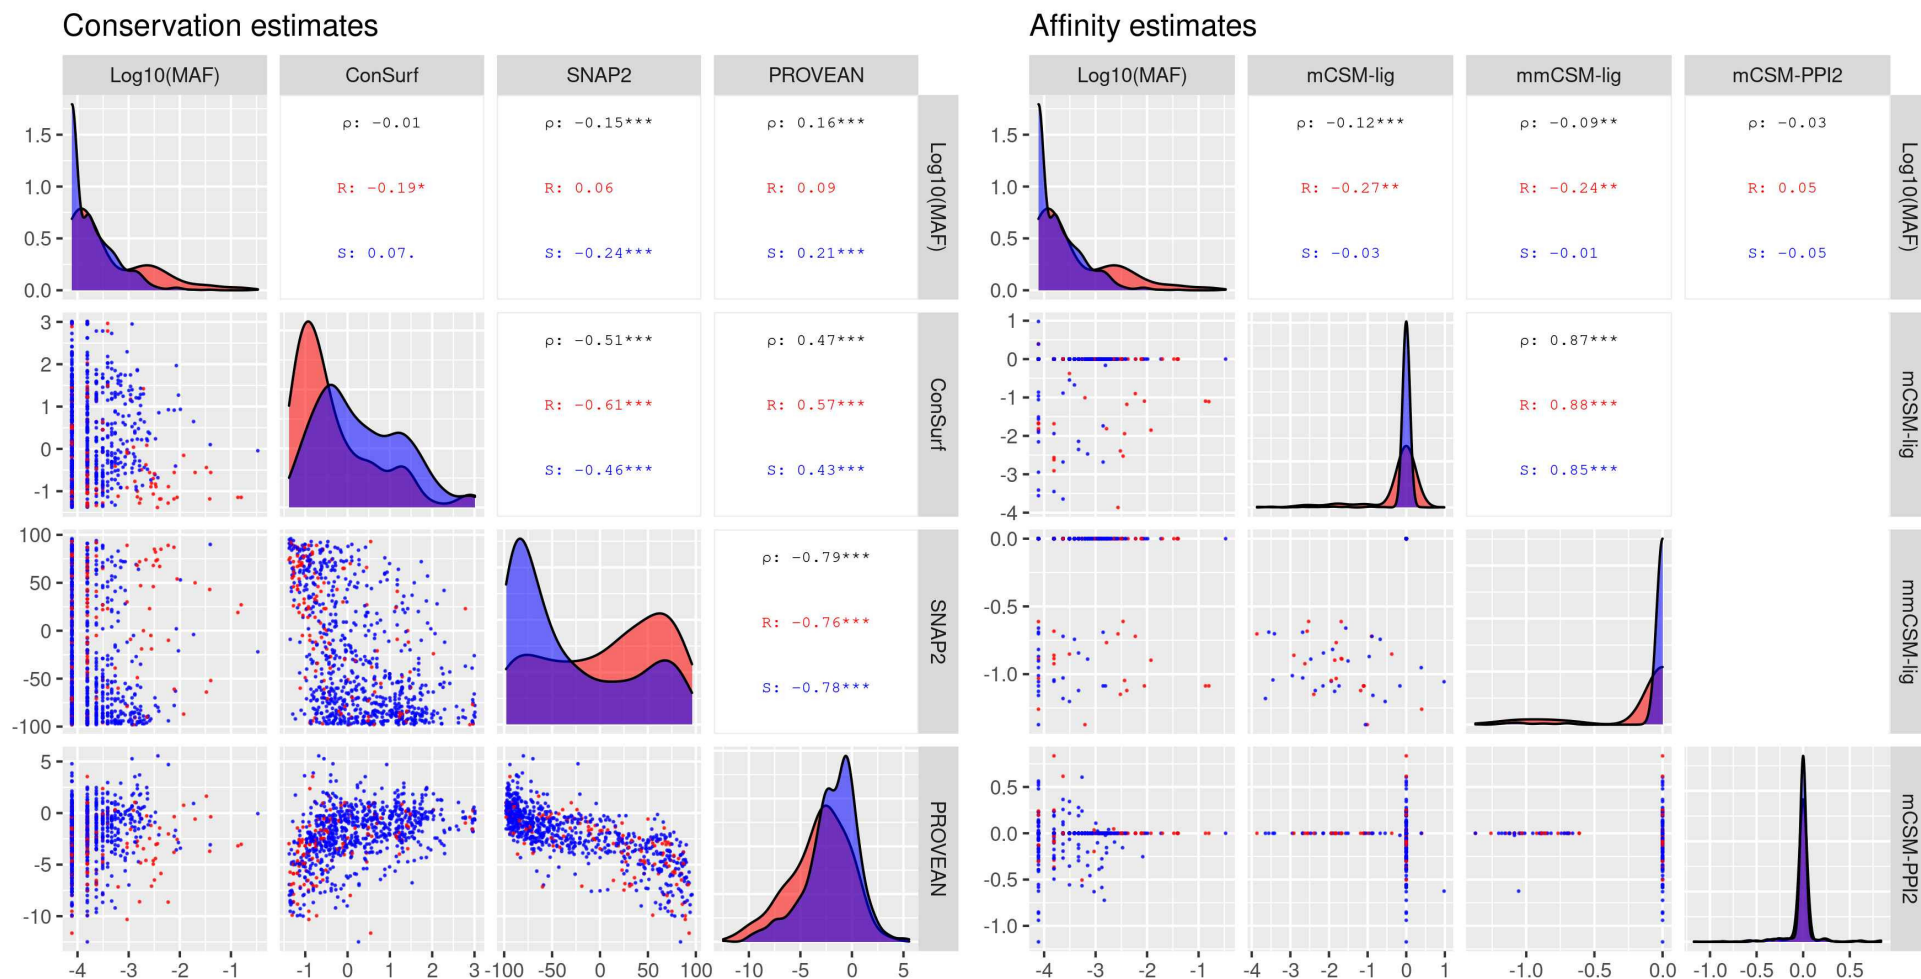 Conservation estimates
Affinity estimates
Log10(MAF) ConSurf SNAP2 PROVEAN
Log10(MAF) mCSM-lig mmCSM-lig mCSM-PPI2
1.5
1.0
0.5
0.0
ρ: -0.01
R: -0.19*
S: 0.07.
ρ: -0.15***
R: 0.06
S: -0.24***
ρ: 0.16***
R: 0.09
S: 0.21***
Log10(MAF)
3
2
1
0
-1
ρ: -0.51***
R: -0.61***
S: -0.46***
ρ: 0.47***
R: 0.57***
S: 0.43***
ConSurf
100
50
0
-50
-100
ρ: -0.79***
R: -0.76***
S: -0.78***
SNAP2
5
0
-5
-10
PROVEAN
-4 -3 -2 -1
-1 0 1 2 3
-100 -50 0 50 100
-10 -5 0 5
1.5
1.0
0.5
0.0
ρ: -0.12***
R: -0.27**
S: -0.03
ρ: -0.09**
R: -0.24**
S: -0.01
ρ: -0.03
R: 0.05
S: -0.05
Log10(MAF)
1
0
-1
-2
-3
-4
ρ: 0.87***
R: 0.88***
S: 0.85***
mCSM-lig
0.0
-0.5
-1.0
mmCSM-lig
0.5
0.0
-0.5
-1.0
mCSM-PPI2
-4 -3 -2 -1
-4 -3 -2 -1 0 1
-1.0 -0.5 0.0
-1.0 -0.5 0.0 0.5